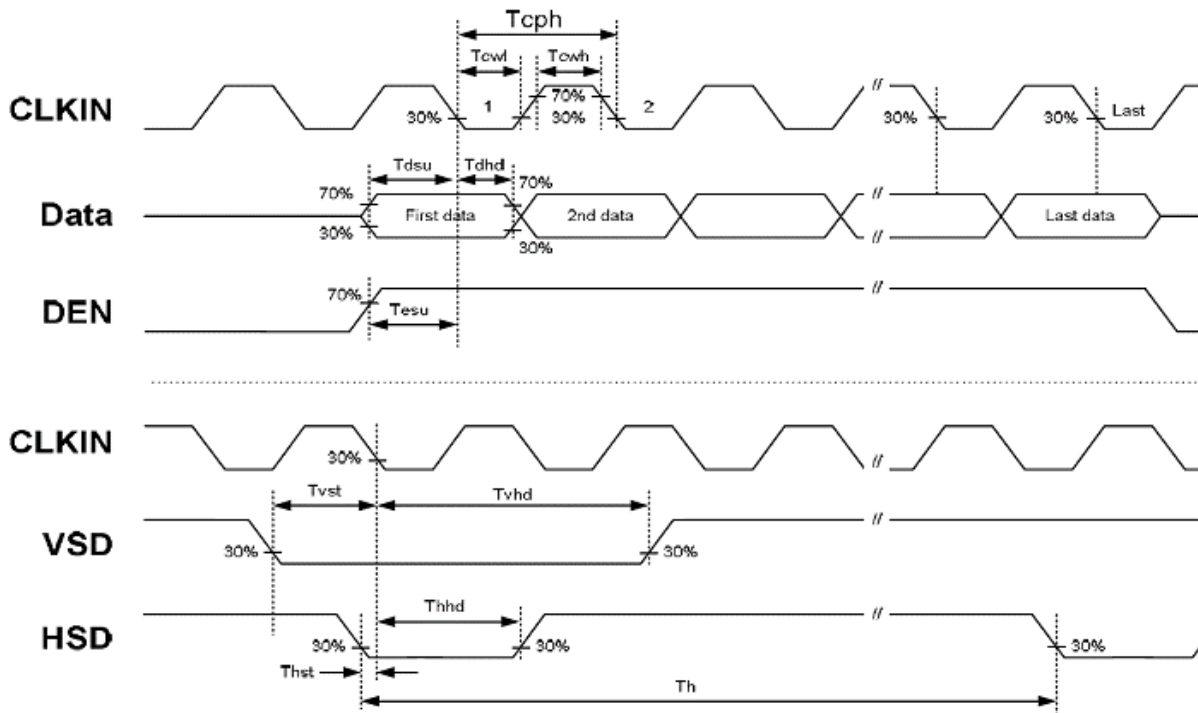 Tcph
Tcwl Tcwh
CLKIN 30% 1 70% 30% 2 // 30% 30% Last
Tdsu Tdhd
70% 70%
Data First data 2nd data // Last data
30% 30% //
DEN 70% //
Tesu
CLKIN 30% //
Tvst Tvhd
VSD 30% 30% //
Thhd
HSD 30% 30% // 30%
Thst
Th